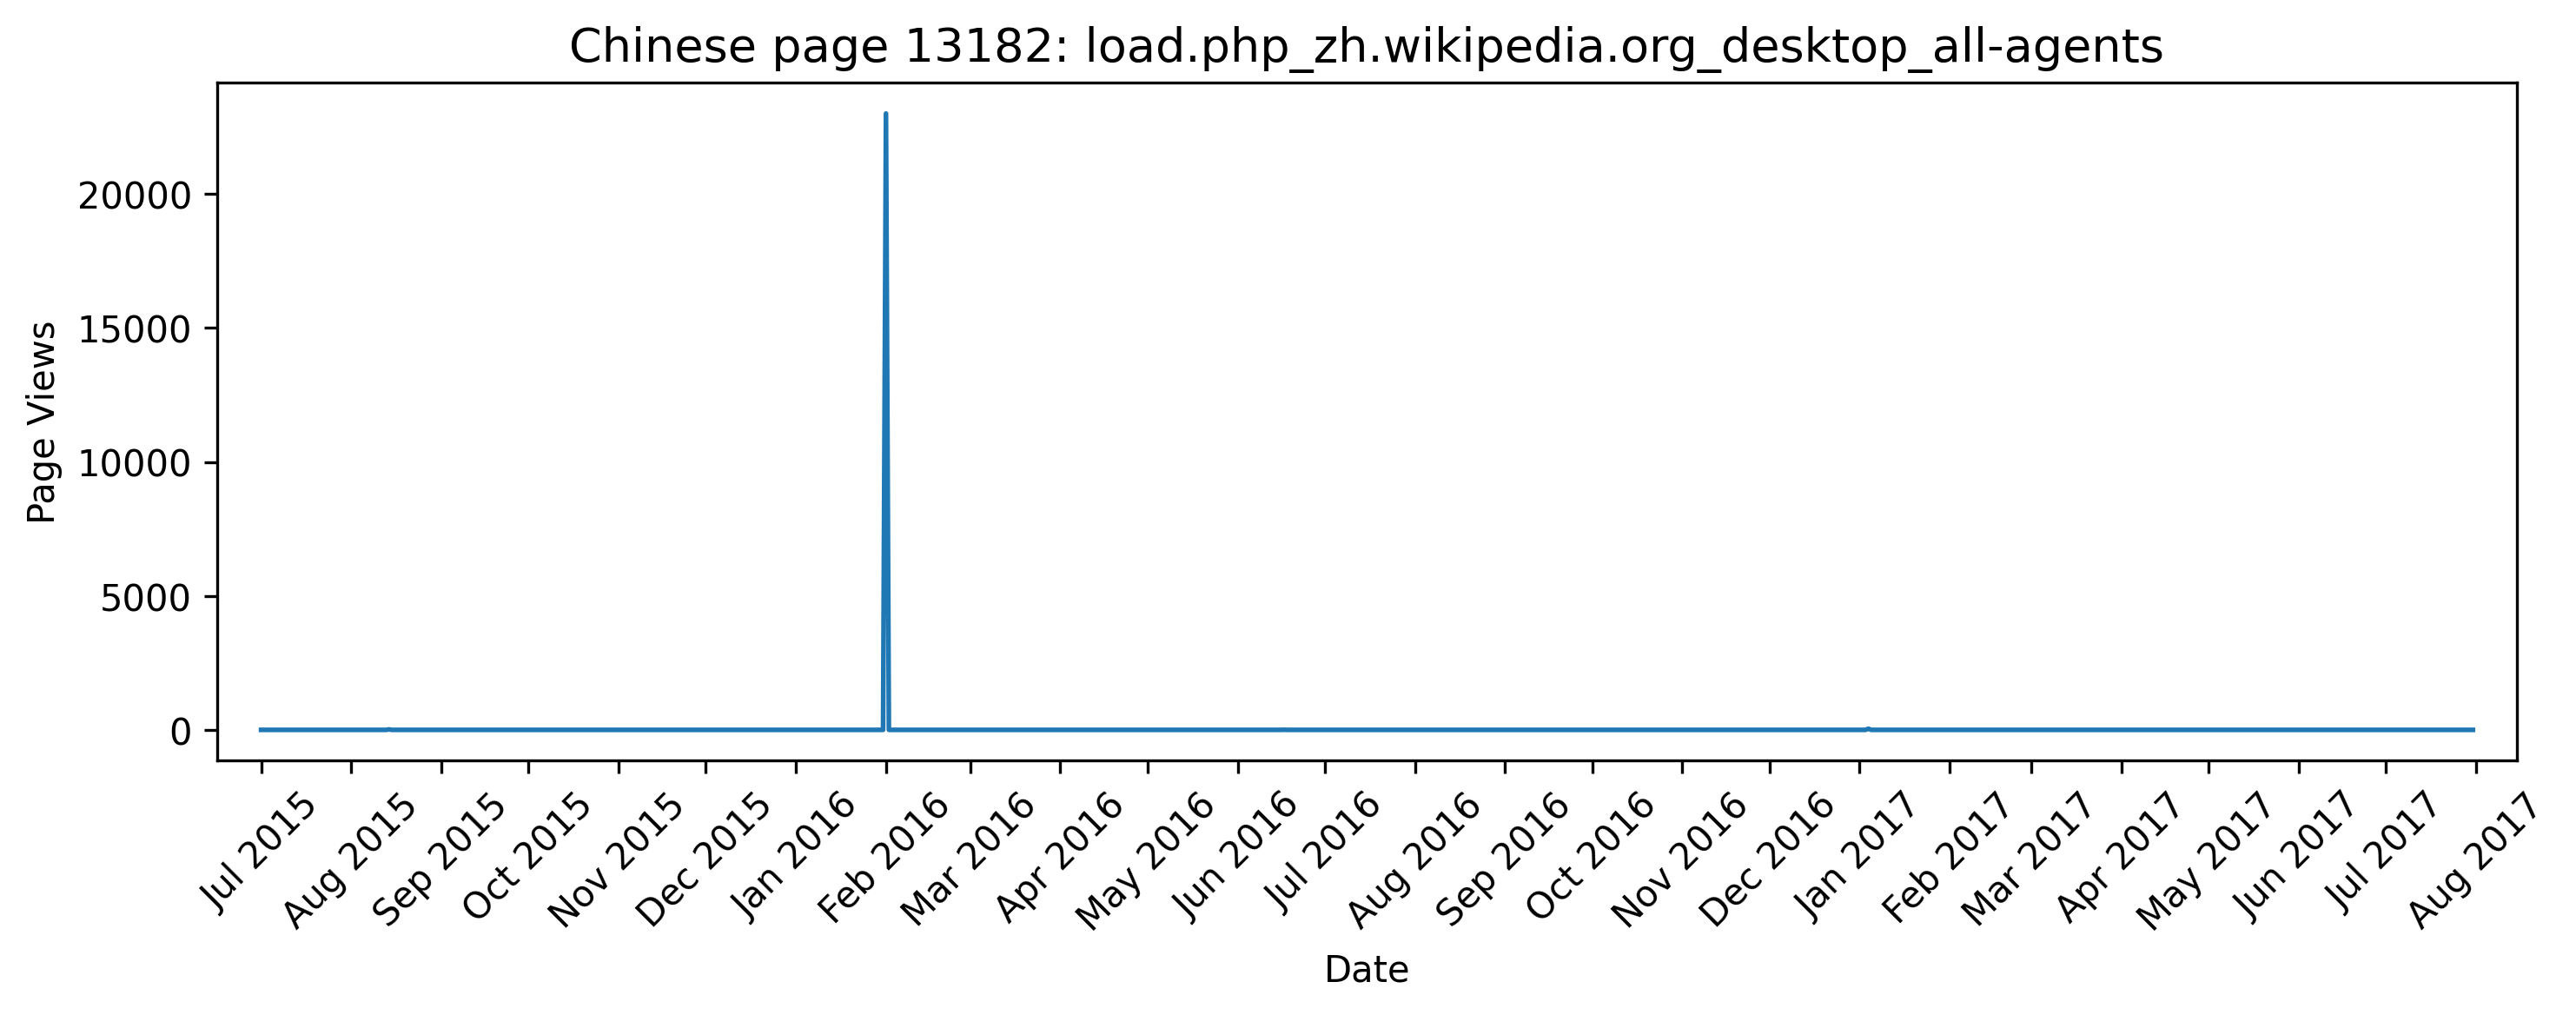 Chinese page 13182: load.php_zh.wikipedia.org_desktop_all-agents
Page Views
20000
15000
10000
5000
0
Jul 2015
Aug 2015
Sep 2015
Oct 2015
Nov 2015
Dec 2015
Jan 2016
Feb 2016
Mar 2016
Apr 2016
May 2016
Jun 2016
Jul 2016
Aug 2016
Sep 2016
Oct 2016
Nov 2016
Dec 2016
Jan 2017
Feb 2017
Mar 2017
Apr 2017
May 2017
Jun 2017
Jul 2017
Aug 2017
Date